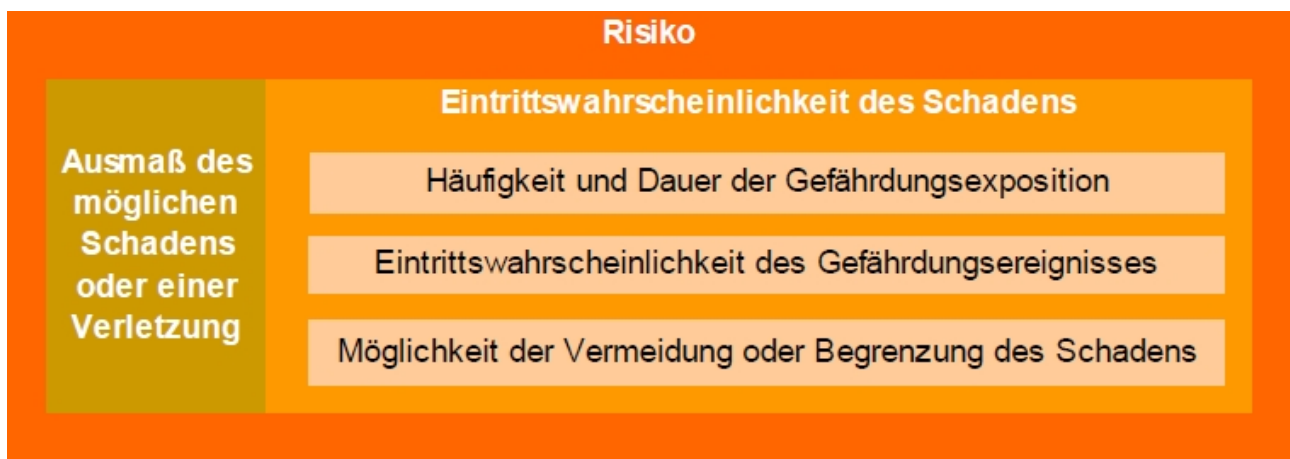 Risiko
Ausmaß des
möglichen
Schadens
oder einer
Verletzung
Eintrittswahrscheinlichkeit des Schadens
Häufigkeit und Dauer der Gefährdungsexposition
Eintrittswahrscheinlichkeit des Gefährdungsereignisses
Möglichkeit der Vermeidung oder Begrenzung des Schadens